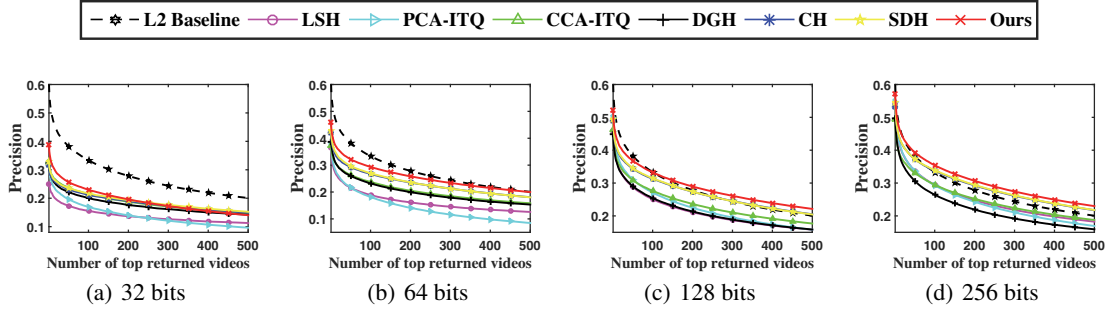 L2 Baseline LSH PCA-ITQ CCA-ITQ DGH CH SDH Ours
Precision
0.6
0.5
0.4
0.3
0.2
0.1
100 200 300 400 500
Number of top returned videos
(a) 32 bits
Precision
0.6
0.5
0.4
0.3
0.2
0.1
100 200 300 400 500
Number of top returned videos
(b) 64 bits
Precision
0.6
0.5
0.4
0.3
0.2
100 200 300 400 500
Number of top returned videos
(c) 128 bits
Precision
0.6
0.5
0.4
0.3
0.2
100 200 300 400 500
Number of top returned videos
(d) 256 bits